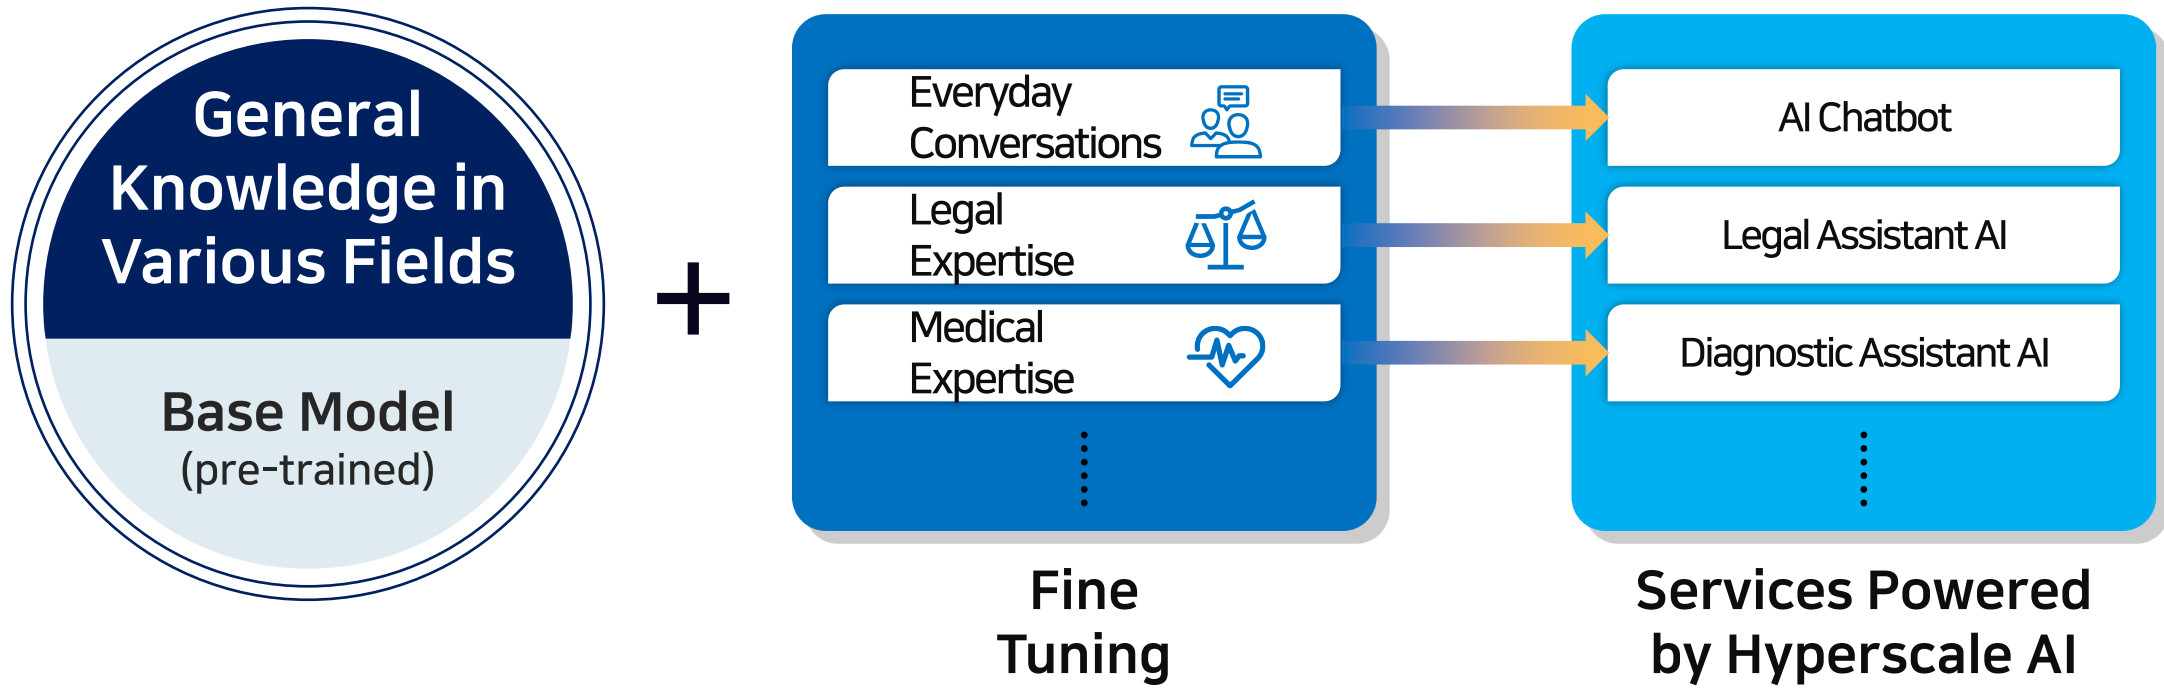 General
Knowledge in
Various Fields
Base Model
(pre-trained)
+
Everyday
Conversations
Legal
Expertise
Medical
Expertise
Fine
Tuning
AI Chatbot
Legal Assistant AI
Diagnostic Assistant AI
Services Powered
by Hyperscale AI